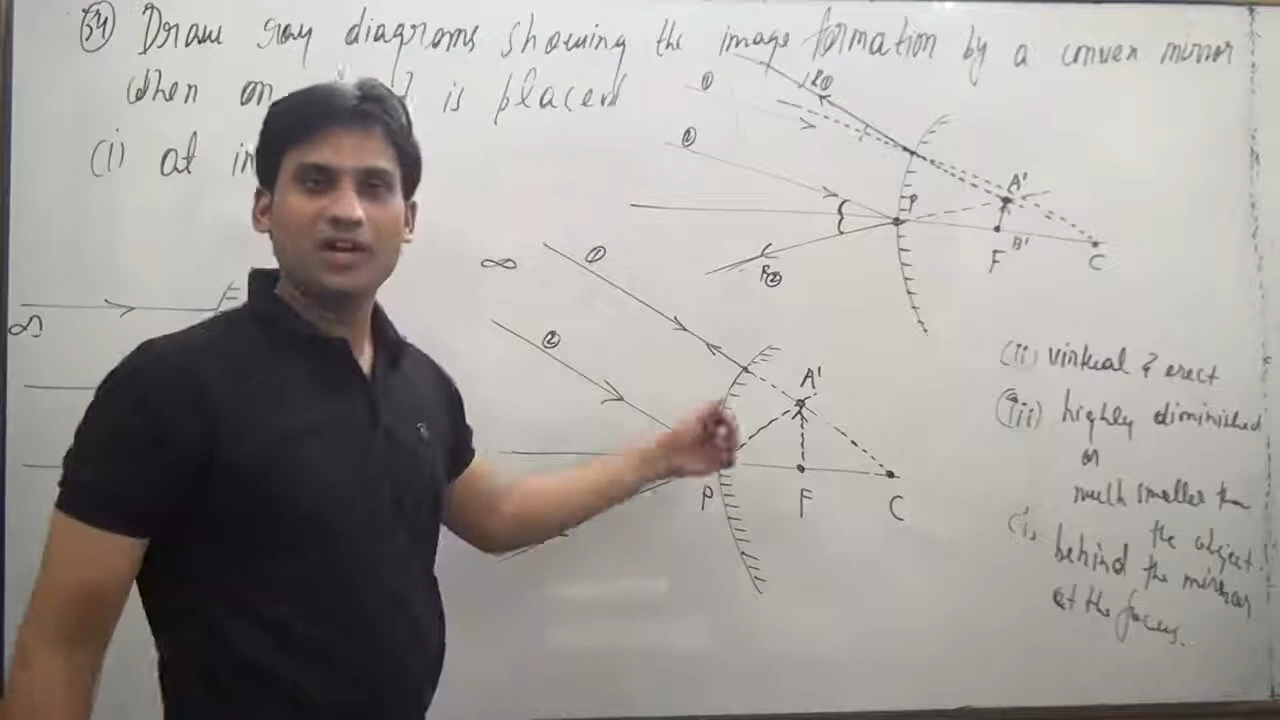 34 Draw ray diagrams showing the image formation by a convex mirror
when an is placed
(i) at in
∞
1
2
P
R2
A'
B'
F
C
∞
1
2
A'
P
F
C
(ii) virtual & erect
(iii) highly diminished
or
much smaller than
the object.
(i) behind the mirror
at the focus.